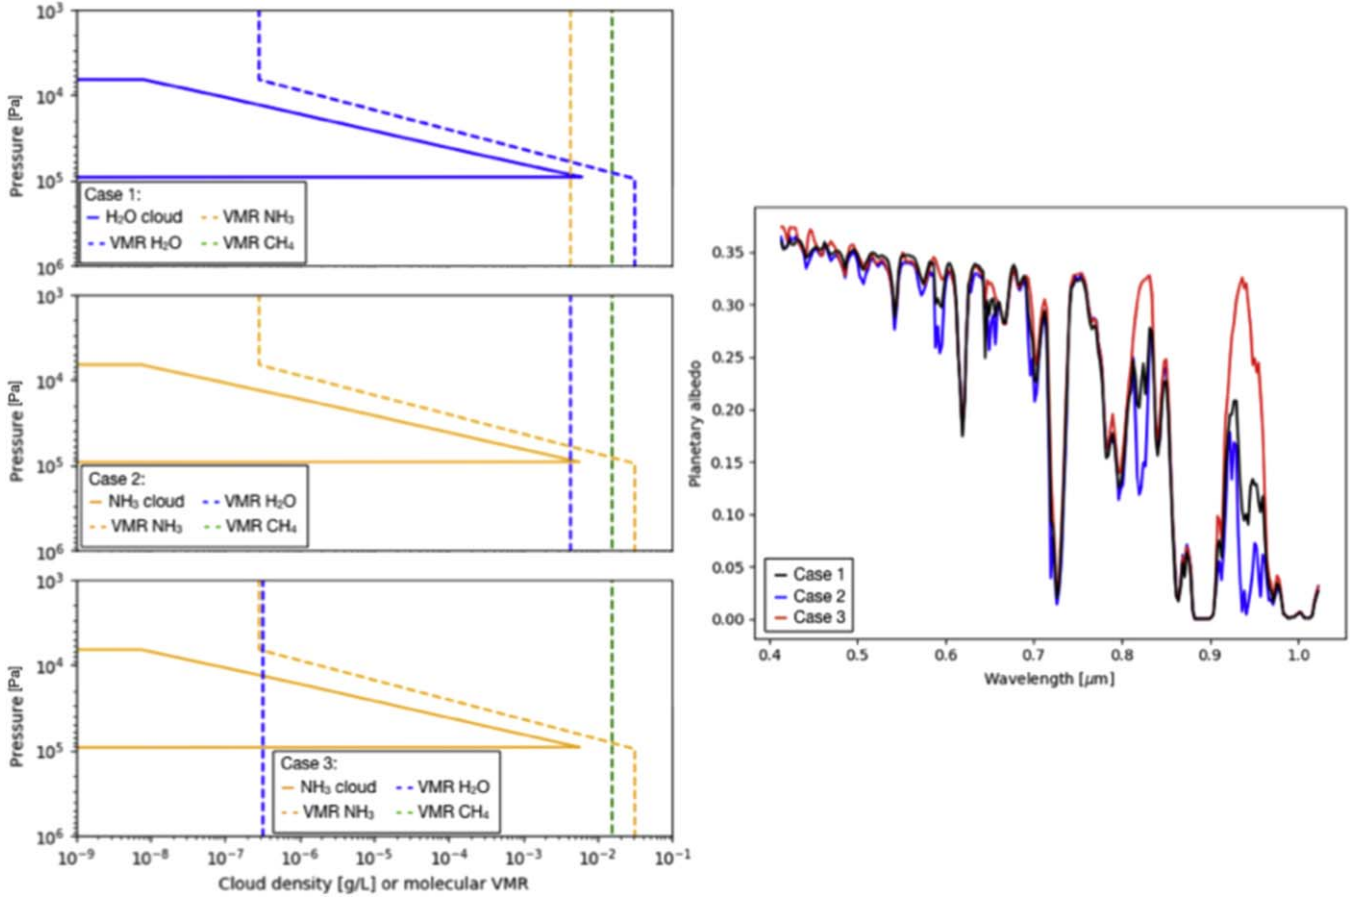 10³
10⁴
10⁵
10⁶
Pressure [Pa]
Case 1:
H₂O cloud VMR NH₃
VMR H₂O VMR CH₄
10³
10⁴
10⁵
10⁶
Pressure [Pa]
Case 2:
NH₃ cloud VMR H₂O
VMR NH₃ VMR CH₄
10³
10⁴
10⁵
10⁶
Pressure [Pa]
Case 3:
NH₃ cloud VMR H₂O
VMR NH₃ VMR CH₄
10⁻⁹ 10⁻⁸ 10⁻⁷ 10⁻⁶ 10⁻⁵ 10⁻⁴ 10⁻³ 10⁻² 10⁻¹
Cloud density [g/L] or molecular VMR
0.35
0.30
0.25
0.20
0.15
0.10
0.05
0.00
Planetary albedo
Case 1
Case 2
Case 3
0.4 0.5 0.6 0.7 0.8 0.9 1.0
Wavelength [μm]